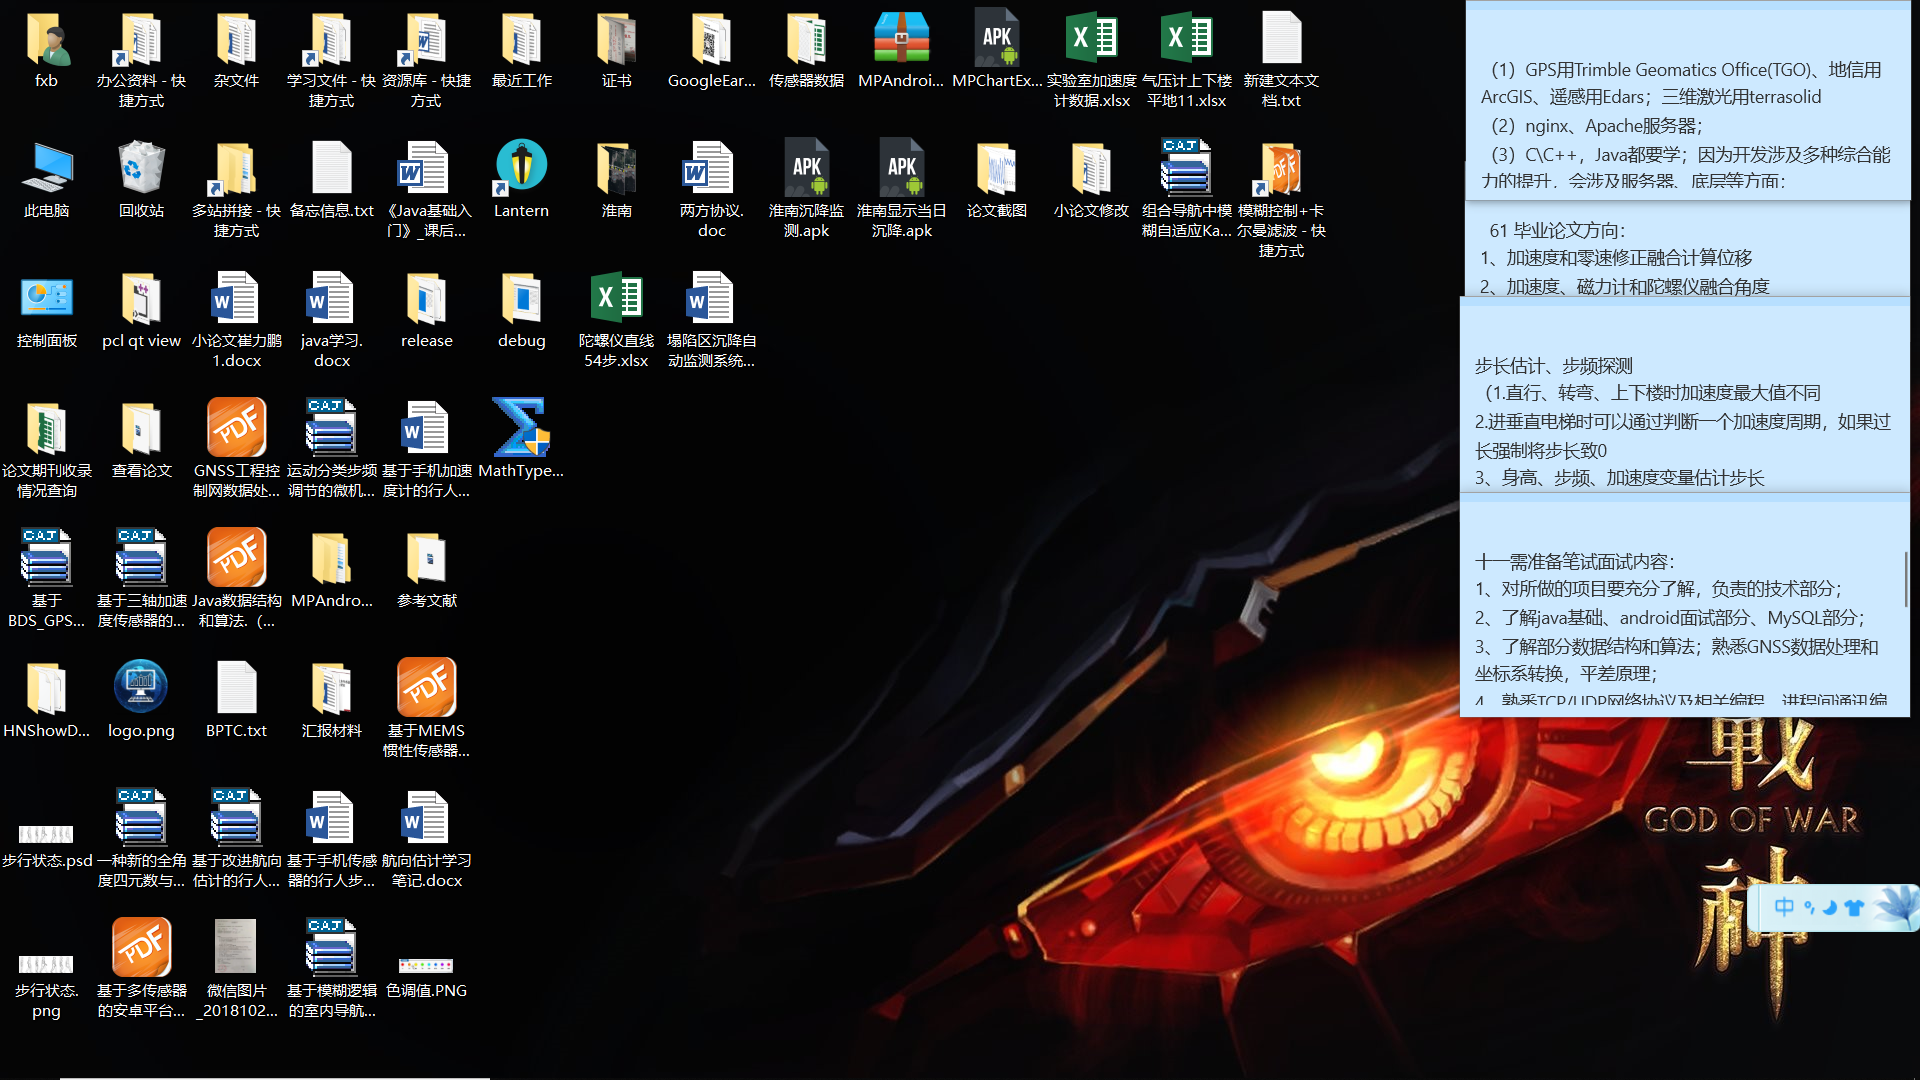 fxb
办公资料 - 快
捷方式
杂文件
学习文件 - 快
捷方式
资源库 - 快捷
方式
最近工作
证书
GoogleEar...
传感器数据
MPAndroi...
MPChartEx...
实验室加速度
计数据.xlsx
气压计上下楼
平地11.xlsx
新建文本文
档.txt
此电脑
回收站
多站拼接 - 快
捷方式
备忘信息.txt
《Java基础入
门》_课后...
Lantern
淮南
两方协议.
doc
淮南沉降监
测.apk
淮南显示当日
沉降.apk
论文截图
小论文修改
组合导航中模
糊自适应Ka...
模糊控制+卡
尔曼滤波 - 快
捷方式
控制面板
pcl qt view
小论文崔力鹏
1.docx
java学习.
docx
release
debug
陀螺仪直线
54步.xlsx
塌陷区沉降自
动监测系统...
论文期刊收录
情况查询
查看论文
GNSS工程控
制网数据处...
运动分类步频
调节的微机...
基于手机加速
度计的行人...
MathType...
基于
BDS_GPS...
基于三轴加速
度传感器的...
Java数据结构
和算法.（...
MPAndro...
参考文献
HNShowD...
logo.png
BPTC.txt
汇报材料
基于MEMS
惯性传感器...
步行状态.psd
一种新的全角
度四元数与...
基于改进航向
估计的行人...
基于手机传感
器的行人步...
航向估计学习
笔记.docx
步行状态.
png
基于多传感器
的安卓平台...
微信图片
_2018102...
基于模糊逻辑
的室内导航...
色调值.PNG
（1）GPS用Trimble Geomatics Office(TGO)、地信用
ArcGIS、遥感用Edars；三维激光用terrasolid
（2）nginx、Apache服务器；
（3）C\C++，Java都要学；因为开发涉及多种综合能
力的提升，会涉及服务器、底层等方面；
61 毕业论文方向：
1、加速度和零速修正融合计算位移
2、加速度、磁力计和陀螺仪融合角度
步长估计、步频探测
（1.直行、转弯、上下楼时加速度最大值不同
2.进垂直电梯时可以通过判断一个加速度周期，如果过
长强制将步长致0
3、身高、步频、加速度变量估计步长
十一需准备笔试面试内容：
1、对所做的项目要充分了解，负责的技术部分；
2、了解java基础、android面试部分、MySQL部分；
3、了解部分数据结构和算法；熟悉GNSS数据处理和
坐标系转换，平差原理；
4、熟悉TCP/UDP网络协议及相关编程，进程间通讯编
戰
GOD OF WAR
神
中